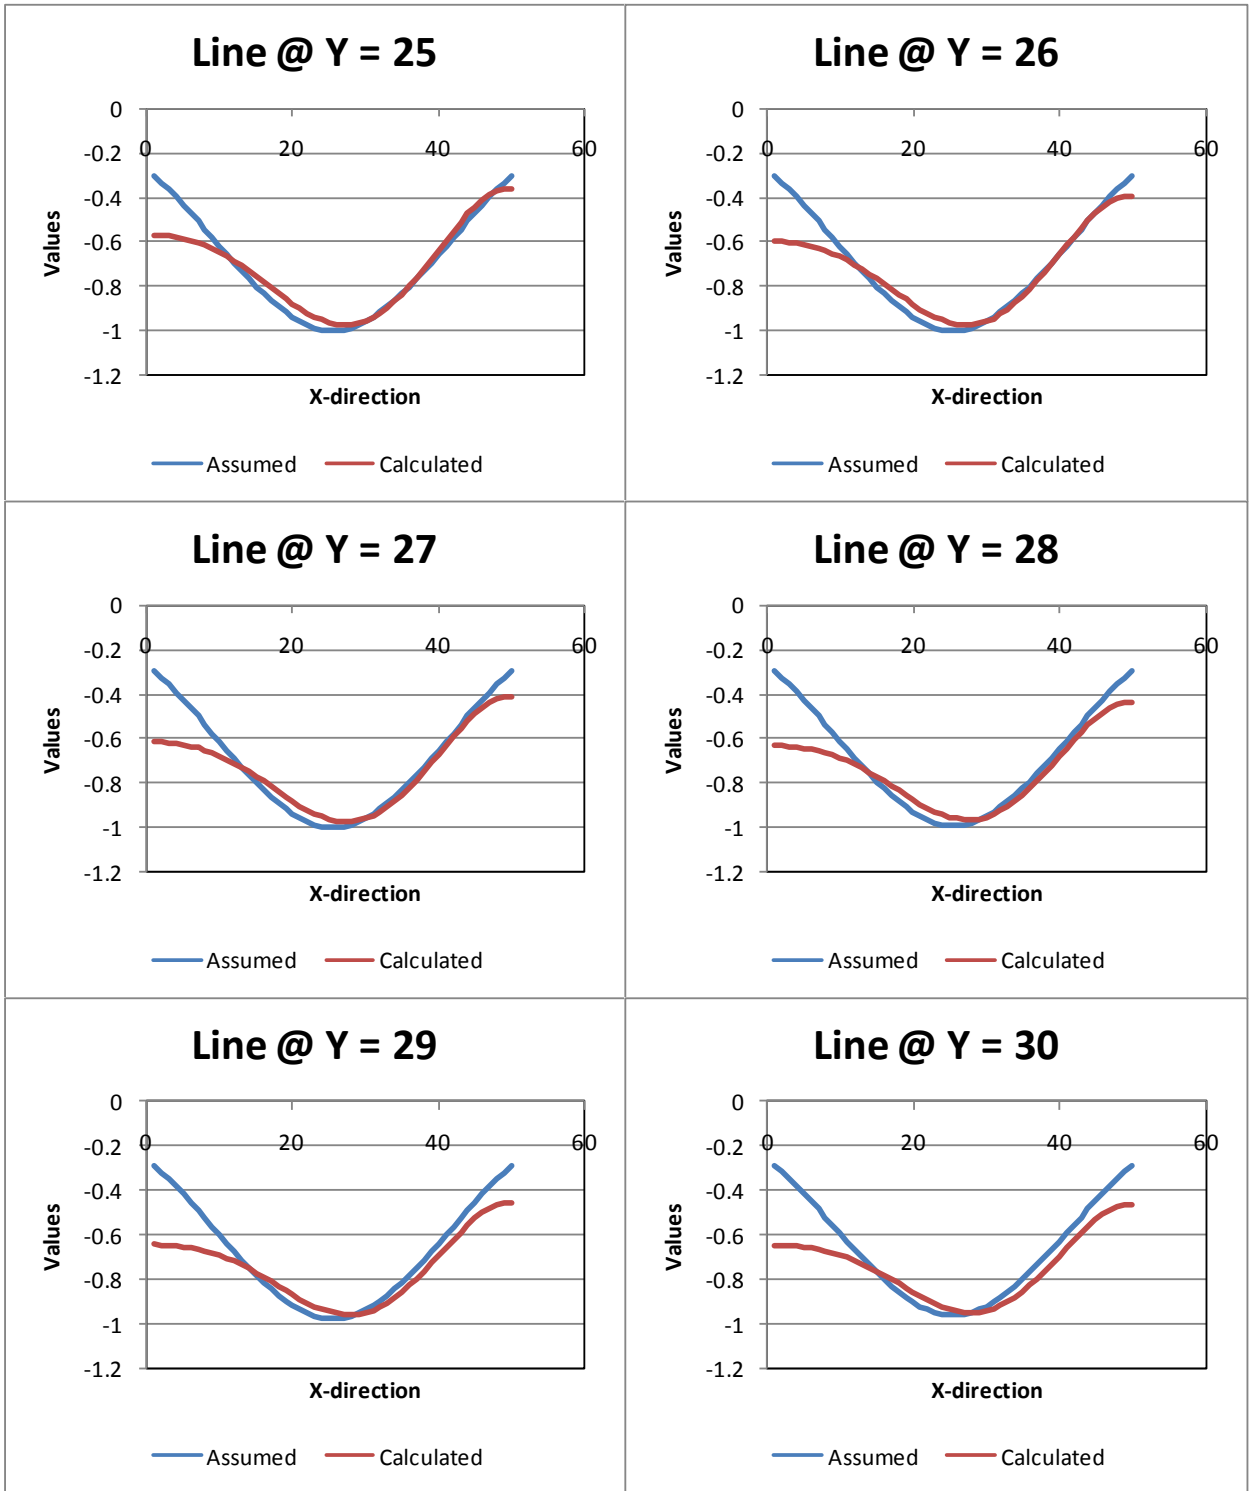 Line @ Y = 25
0
-0.2
-0.4
-0.6
-0.8
-1
-1.2
0 20 40 60
Values
X-direction
Assumed Calculated
Line @ Y = 26
0
-0.2
-0.4
-0.6
-0.8
-1
-1.2
0 20 40 60
Values
X-direction
Assumed Calculated
Line @ Y = 27
0
-0.2
-0.4
-0.6
-0.8
-1
-1.2
0 20 40 60
Values
X-direction
Assumed Calculated
Line @ Y = 28
0
-0.2
-0.4
-0.6
-0.8
-1
-1.2
0 20 40 60
Values
X-direction
Assumed Calculated
Line @ Y = 29
0
-0.2
-0.4
-0.6
-0.8
-1
-1.2
0 20 40 60
Values
X-direction
Assumed Calculated
Line @ Y = 30
0
-0.2
-0.4
-0.6
-0.8
-1
-1.2
0 20 40 60
Values
X-direction
Assumed Calculated